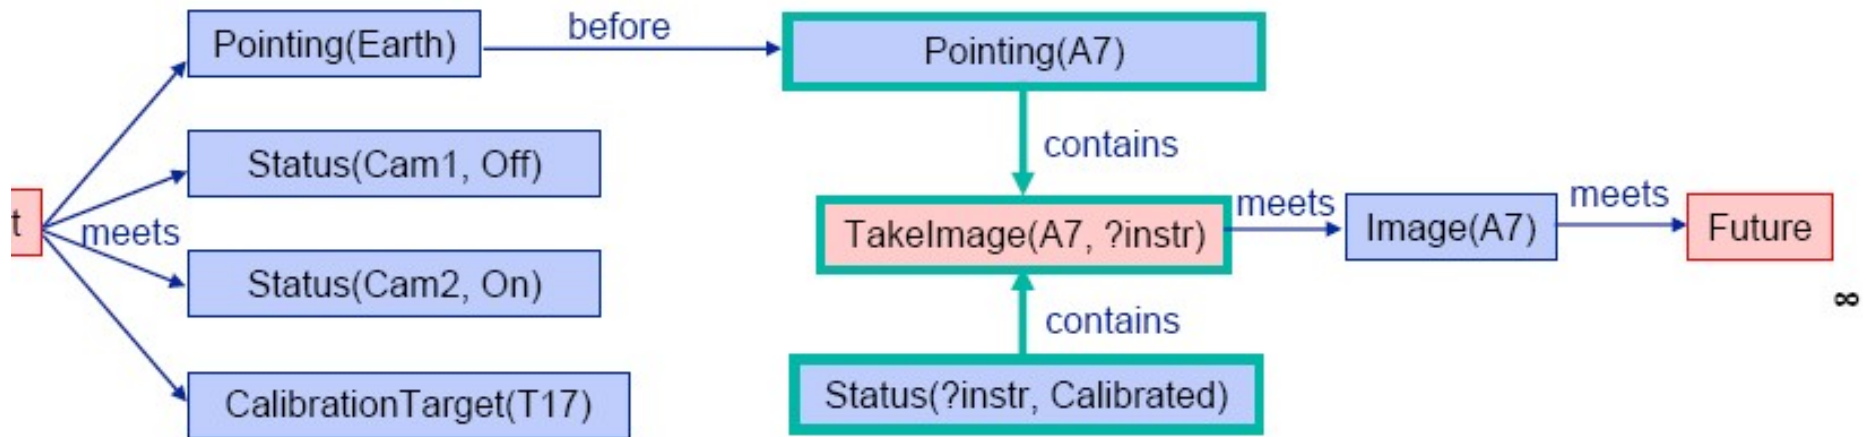 Pointing(Earth)
before
Pointing(A7)
Status(Cam1, Off)
contains
t
meets
TakeImage(A7, ?instr)
meets
Image(A7)
meets
Future
Status(Cam2, On)
∞
contains
CalibrationTarget(T17)
Status(?instr, Calibrated)